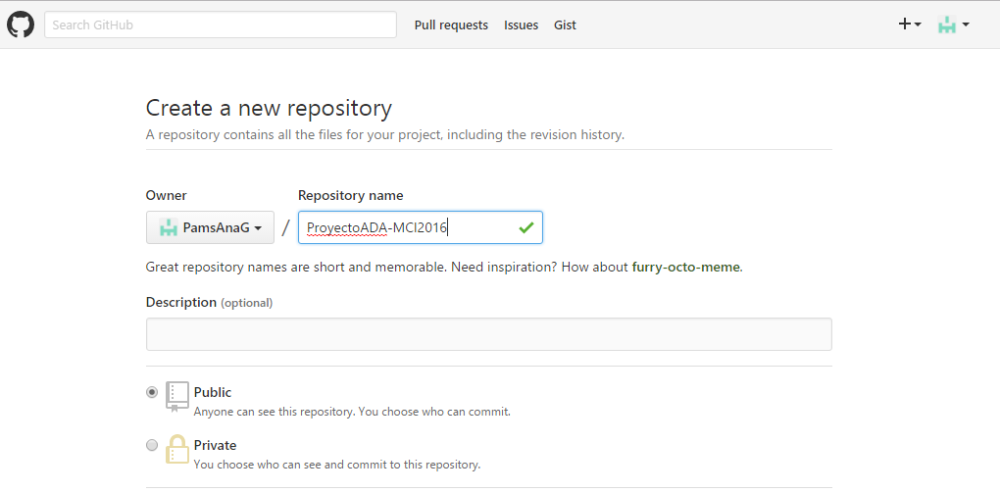 Search GitHub Pull requests Issues Gist
Create a new repository
A repository contains all the files for your project, including the revision history.
Owner Repository name
PamsAnaG / ProyectoADA-MCI2016
Great repository names are short and memorable. Need inspiration? How about furry-octo-meme.
Description (optional)
Public
Anyone can see this repository. You choose who can commit.
Private
You choose who can see and commit to this repository.